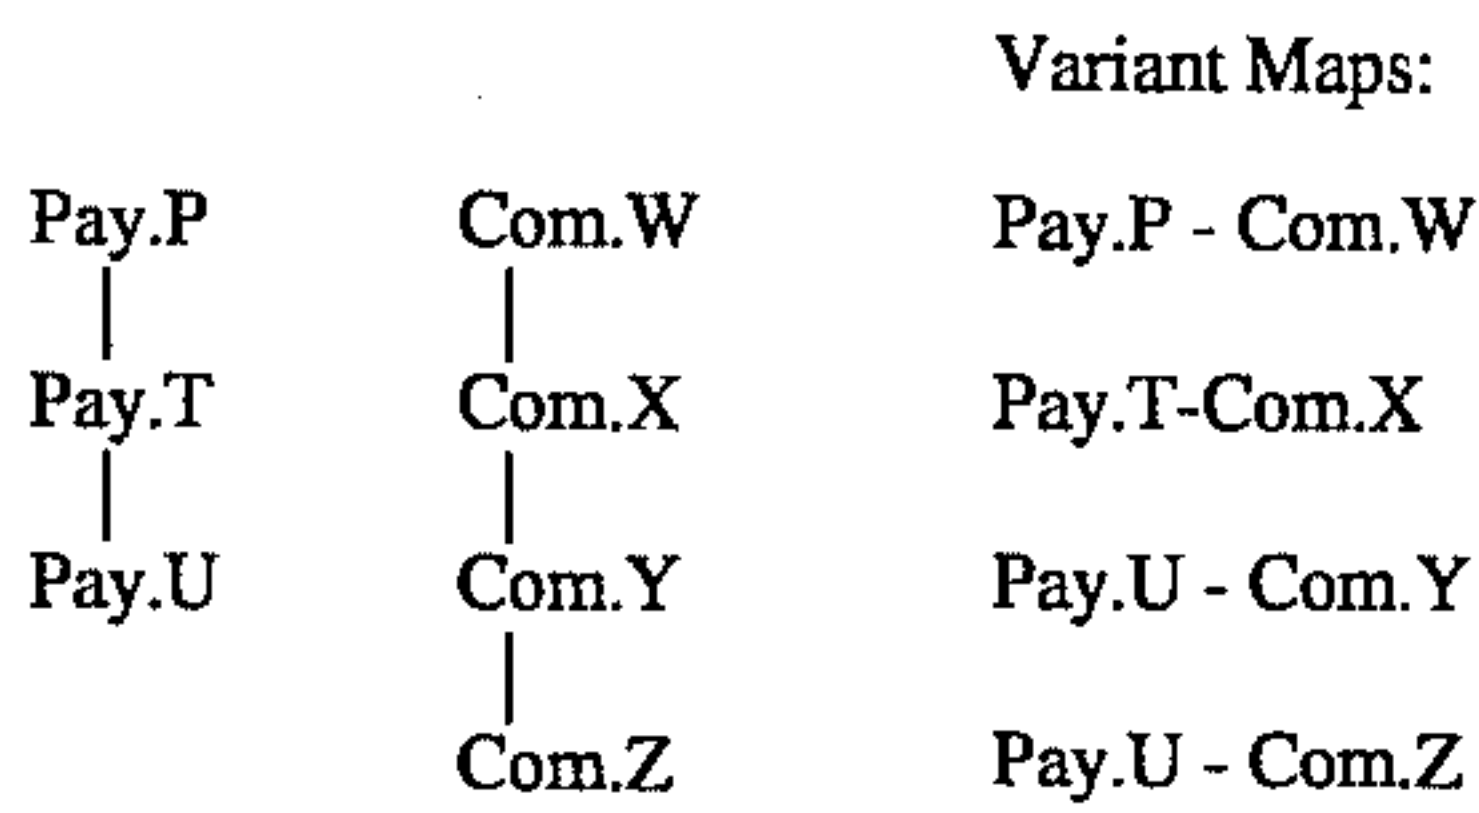 Variant Maps:
Pay.P Com.W Pay.P - Com.W
Pay.T Com.X Pay.T-Com.X
Pay.U Com.Y Pay.U - Com.Y
Com.Z Pay.U - Com.Z